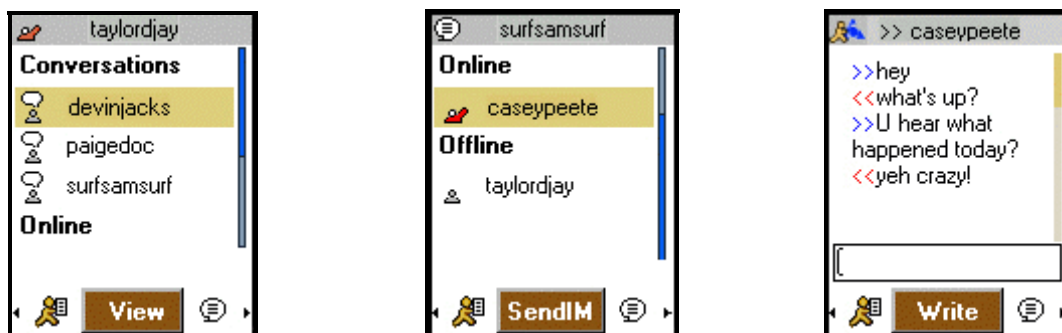 taylordjay
Conversations
devinjacks
paigedoc
surfsamsurf
Online
View
surfsamsurf
Online
caseypeete
Offline
taylordjay
SendIM
>> caseypeete
>>hey
<<what's up?
>>U hear what
happened today?
<<yeh crazy!
Write